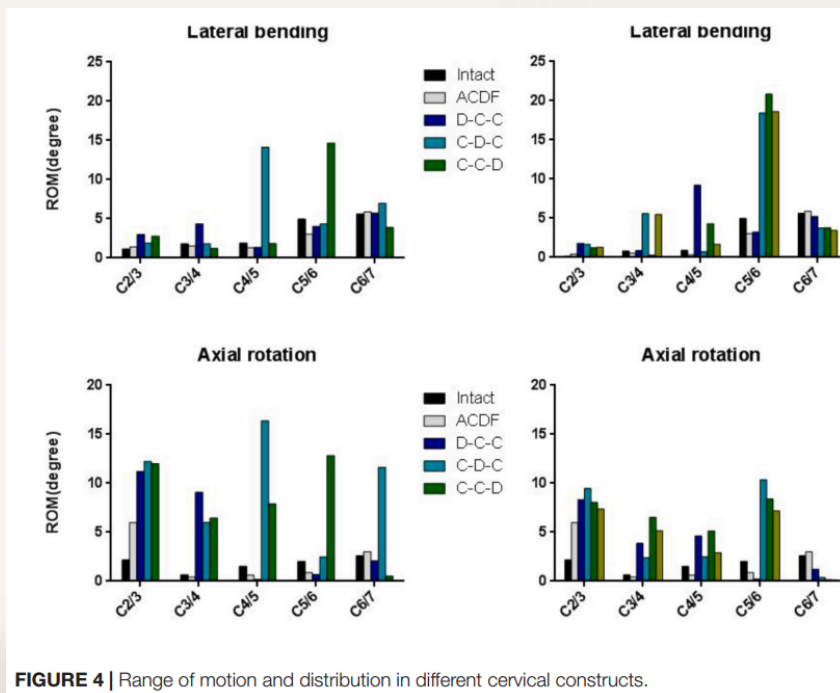 Lateral bending
25
20
15
10
5
0
ROM(degree)
C2/3
C3/4
C4/5
C5/6
C6/7
Intact
ACDF
D-C-C
C-D-C
C-C-D
Lateral bending
25
20
15
10
5
0
C2/3
C3/4
C4/5
C5/6
C6/7
Axial rotation
20
15
10
5
0
ROM(degree)
C2/3
C3/4
C4/5
C5/6
C6/7
Intact
ACDF
D-C-C
C-D-C
C-C-D
Axial rotation
20
15
10
5
0
C2/3
C3/4
C4/5
C5/6
C6/7
FIGURE 4 | Range of motion and distribution in different cervical constructs.